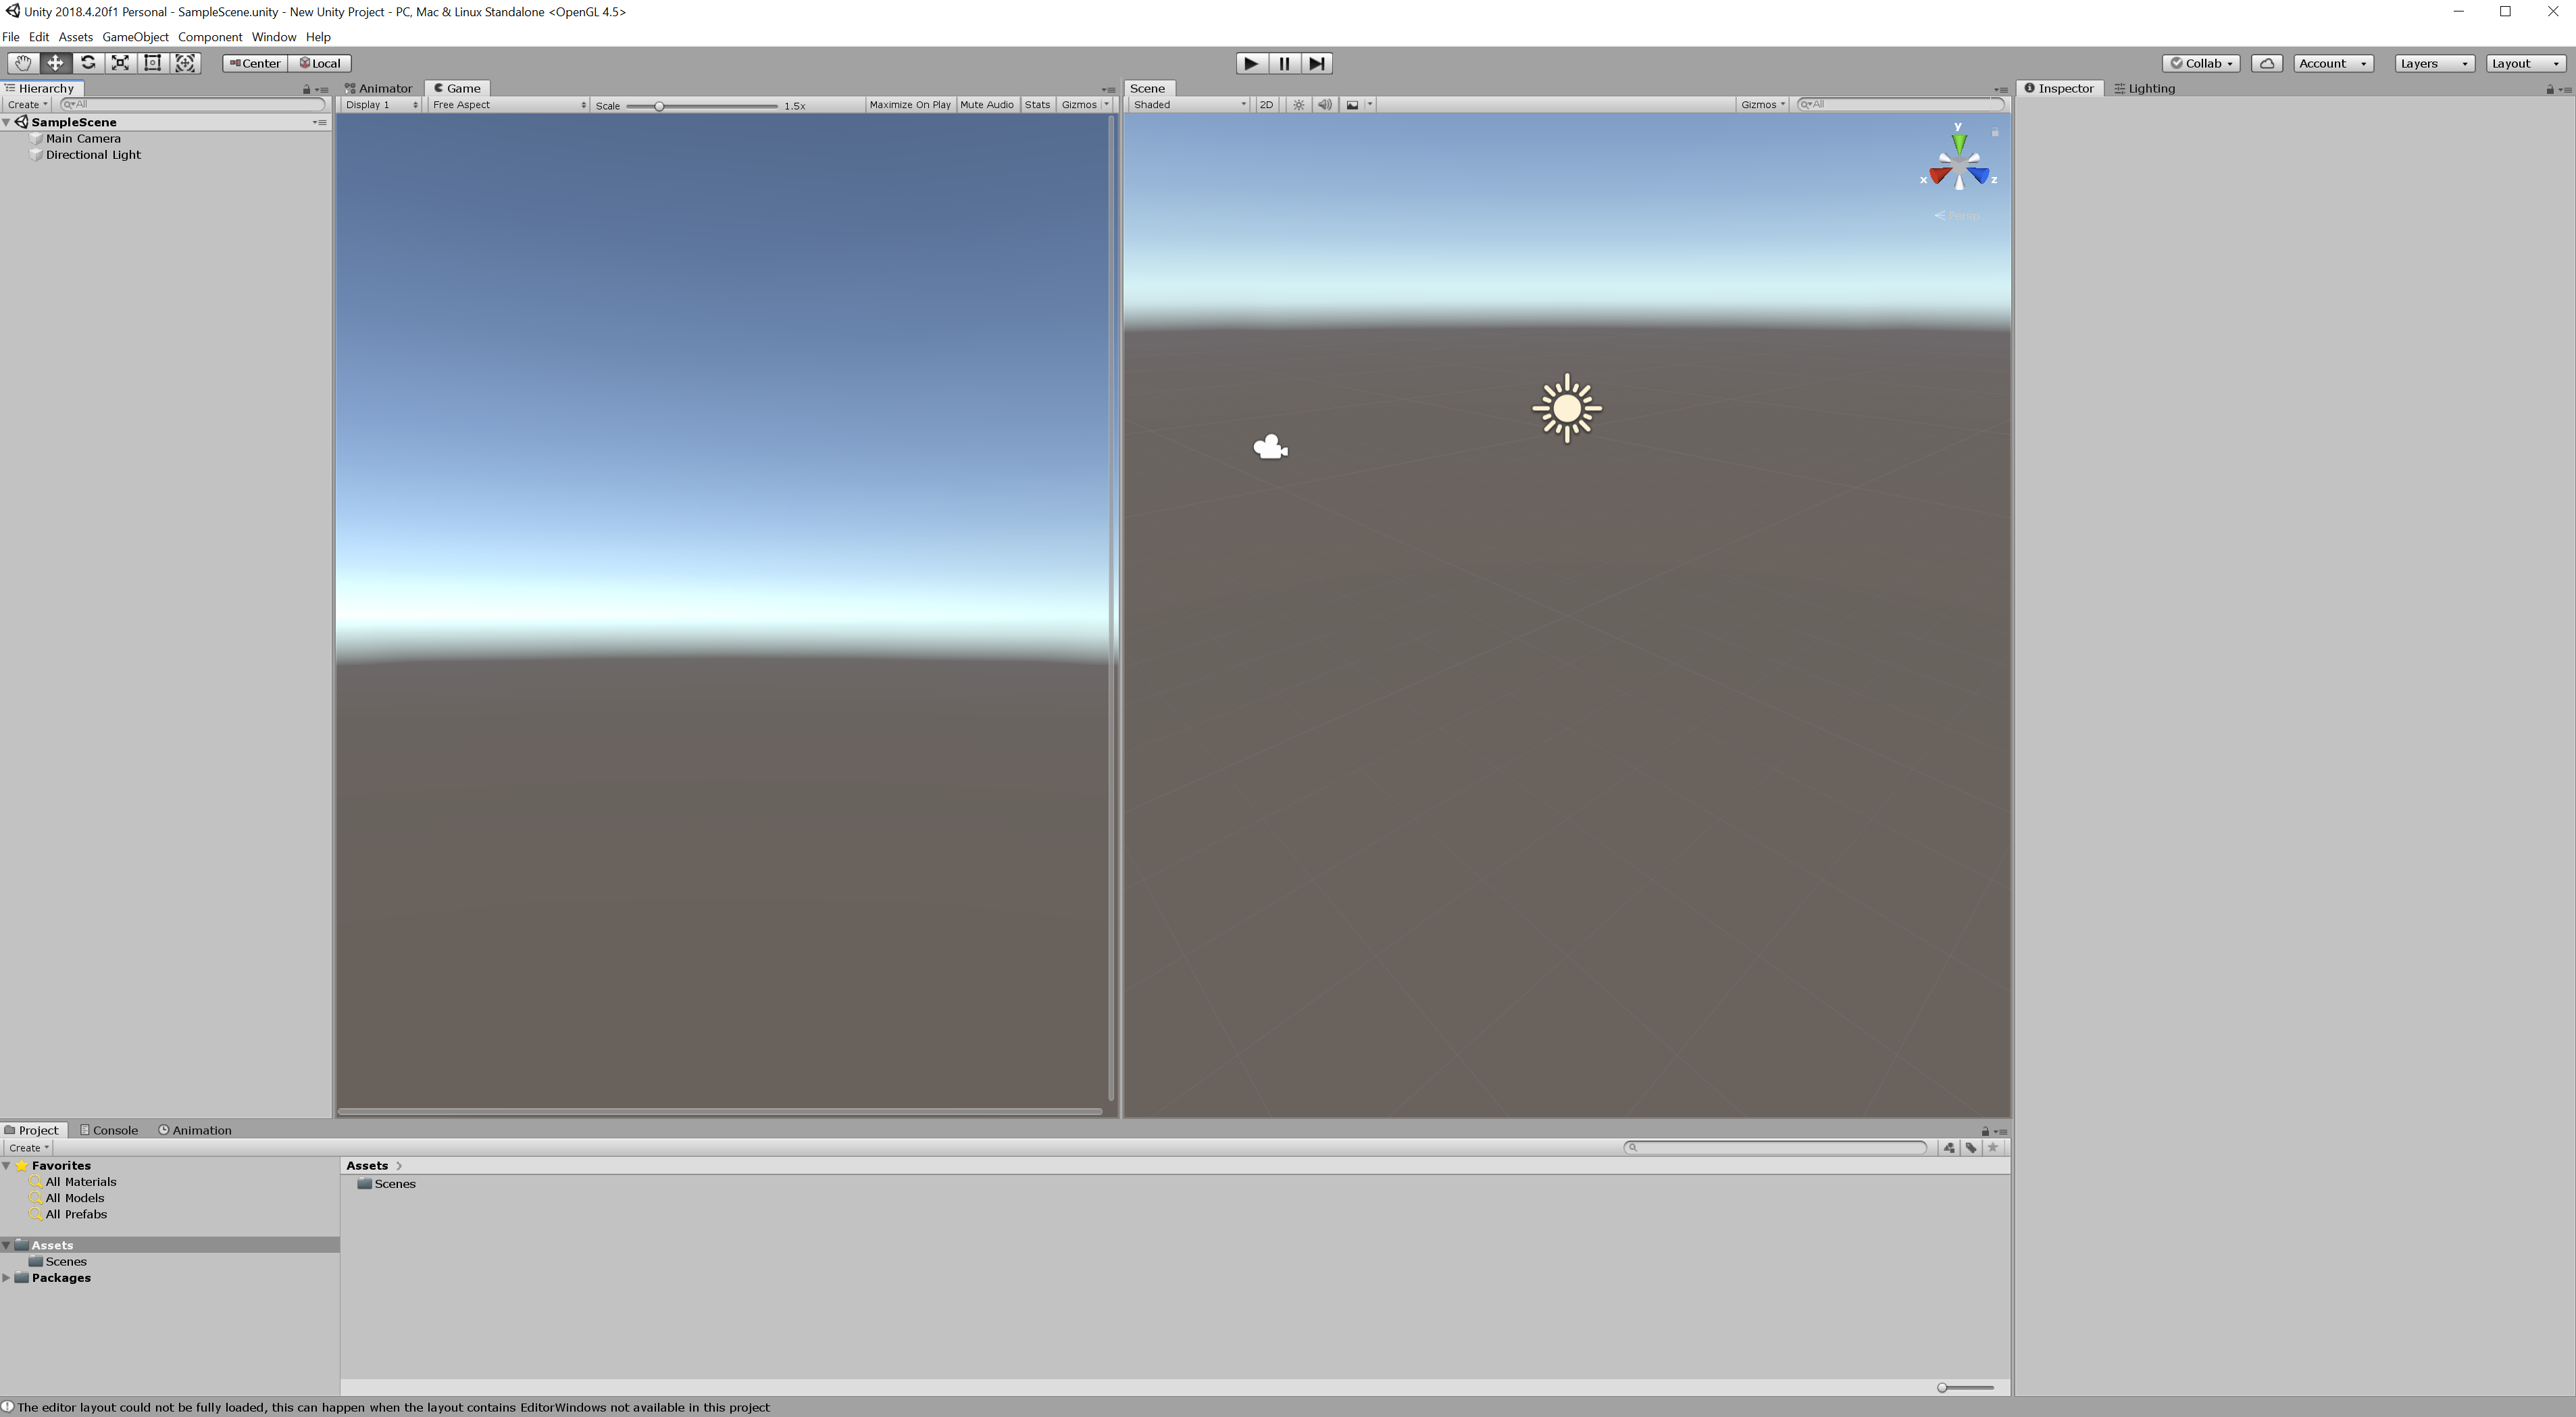 Unity 2018.4.20f1 Personal - SampleScene.unity - New Unity Project - PC, Mac & Linux Standalone <OpenGL 4.5>
File Edit Assets GameObject Component Window Help
Center Local Collab Account Layers Layout
Hierarchy Animator Game Scene Inspector Lighting
Create All Display 1 Free Aspect Scale 1.5x Maximize On Play Mute Audio Stats Gizmos Shaded 2D Gizmos All
SampleScene
Main Camera
Directional Light
y
x z
Persp
Project Console Animation
Create
Favorites Assets
All Materials Scenes
All Models
All Prefabs
Assets
Scenes
Packages
The editor layout could not be fully loaded, this can happen when the layout contains EditorWindows not available in this project